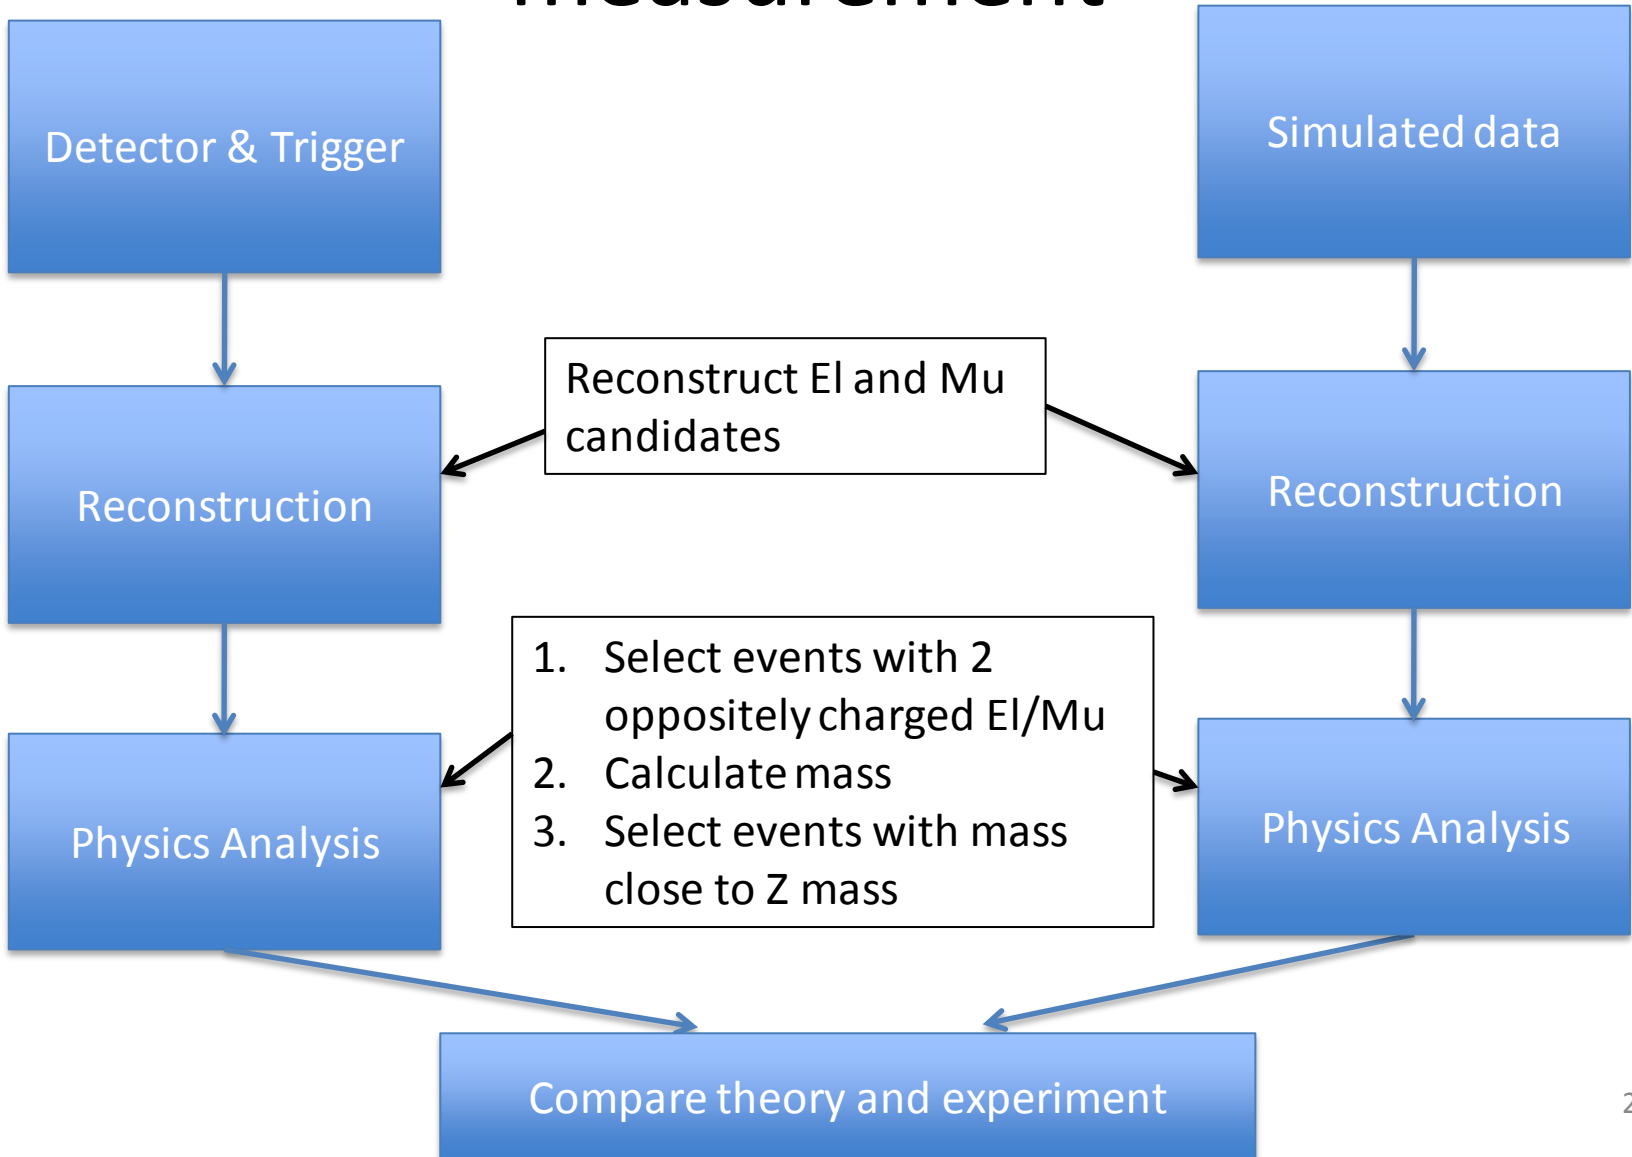 measurement
Detector & Trigger
Simulated data
Reconstruct El and Mu
candidates
Reconstruction
Reconstruction
1. Select events with 2
oppositely charged El/Mu
2. Calculate mass
3. Select events with mass
close to Z mass
Physics Analysis
Physics Analysis
Compare theory and experiment
2